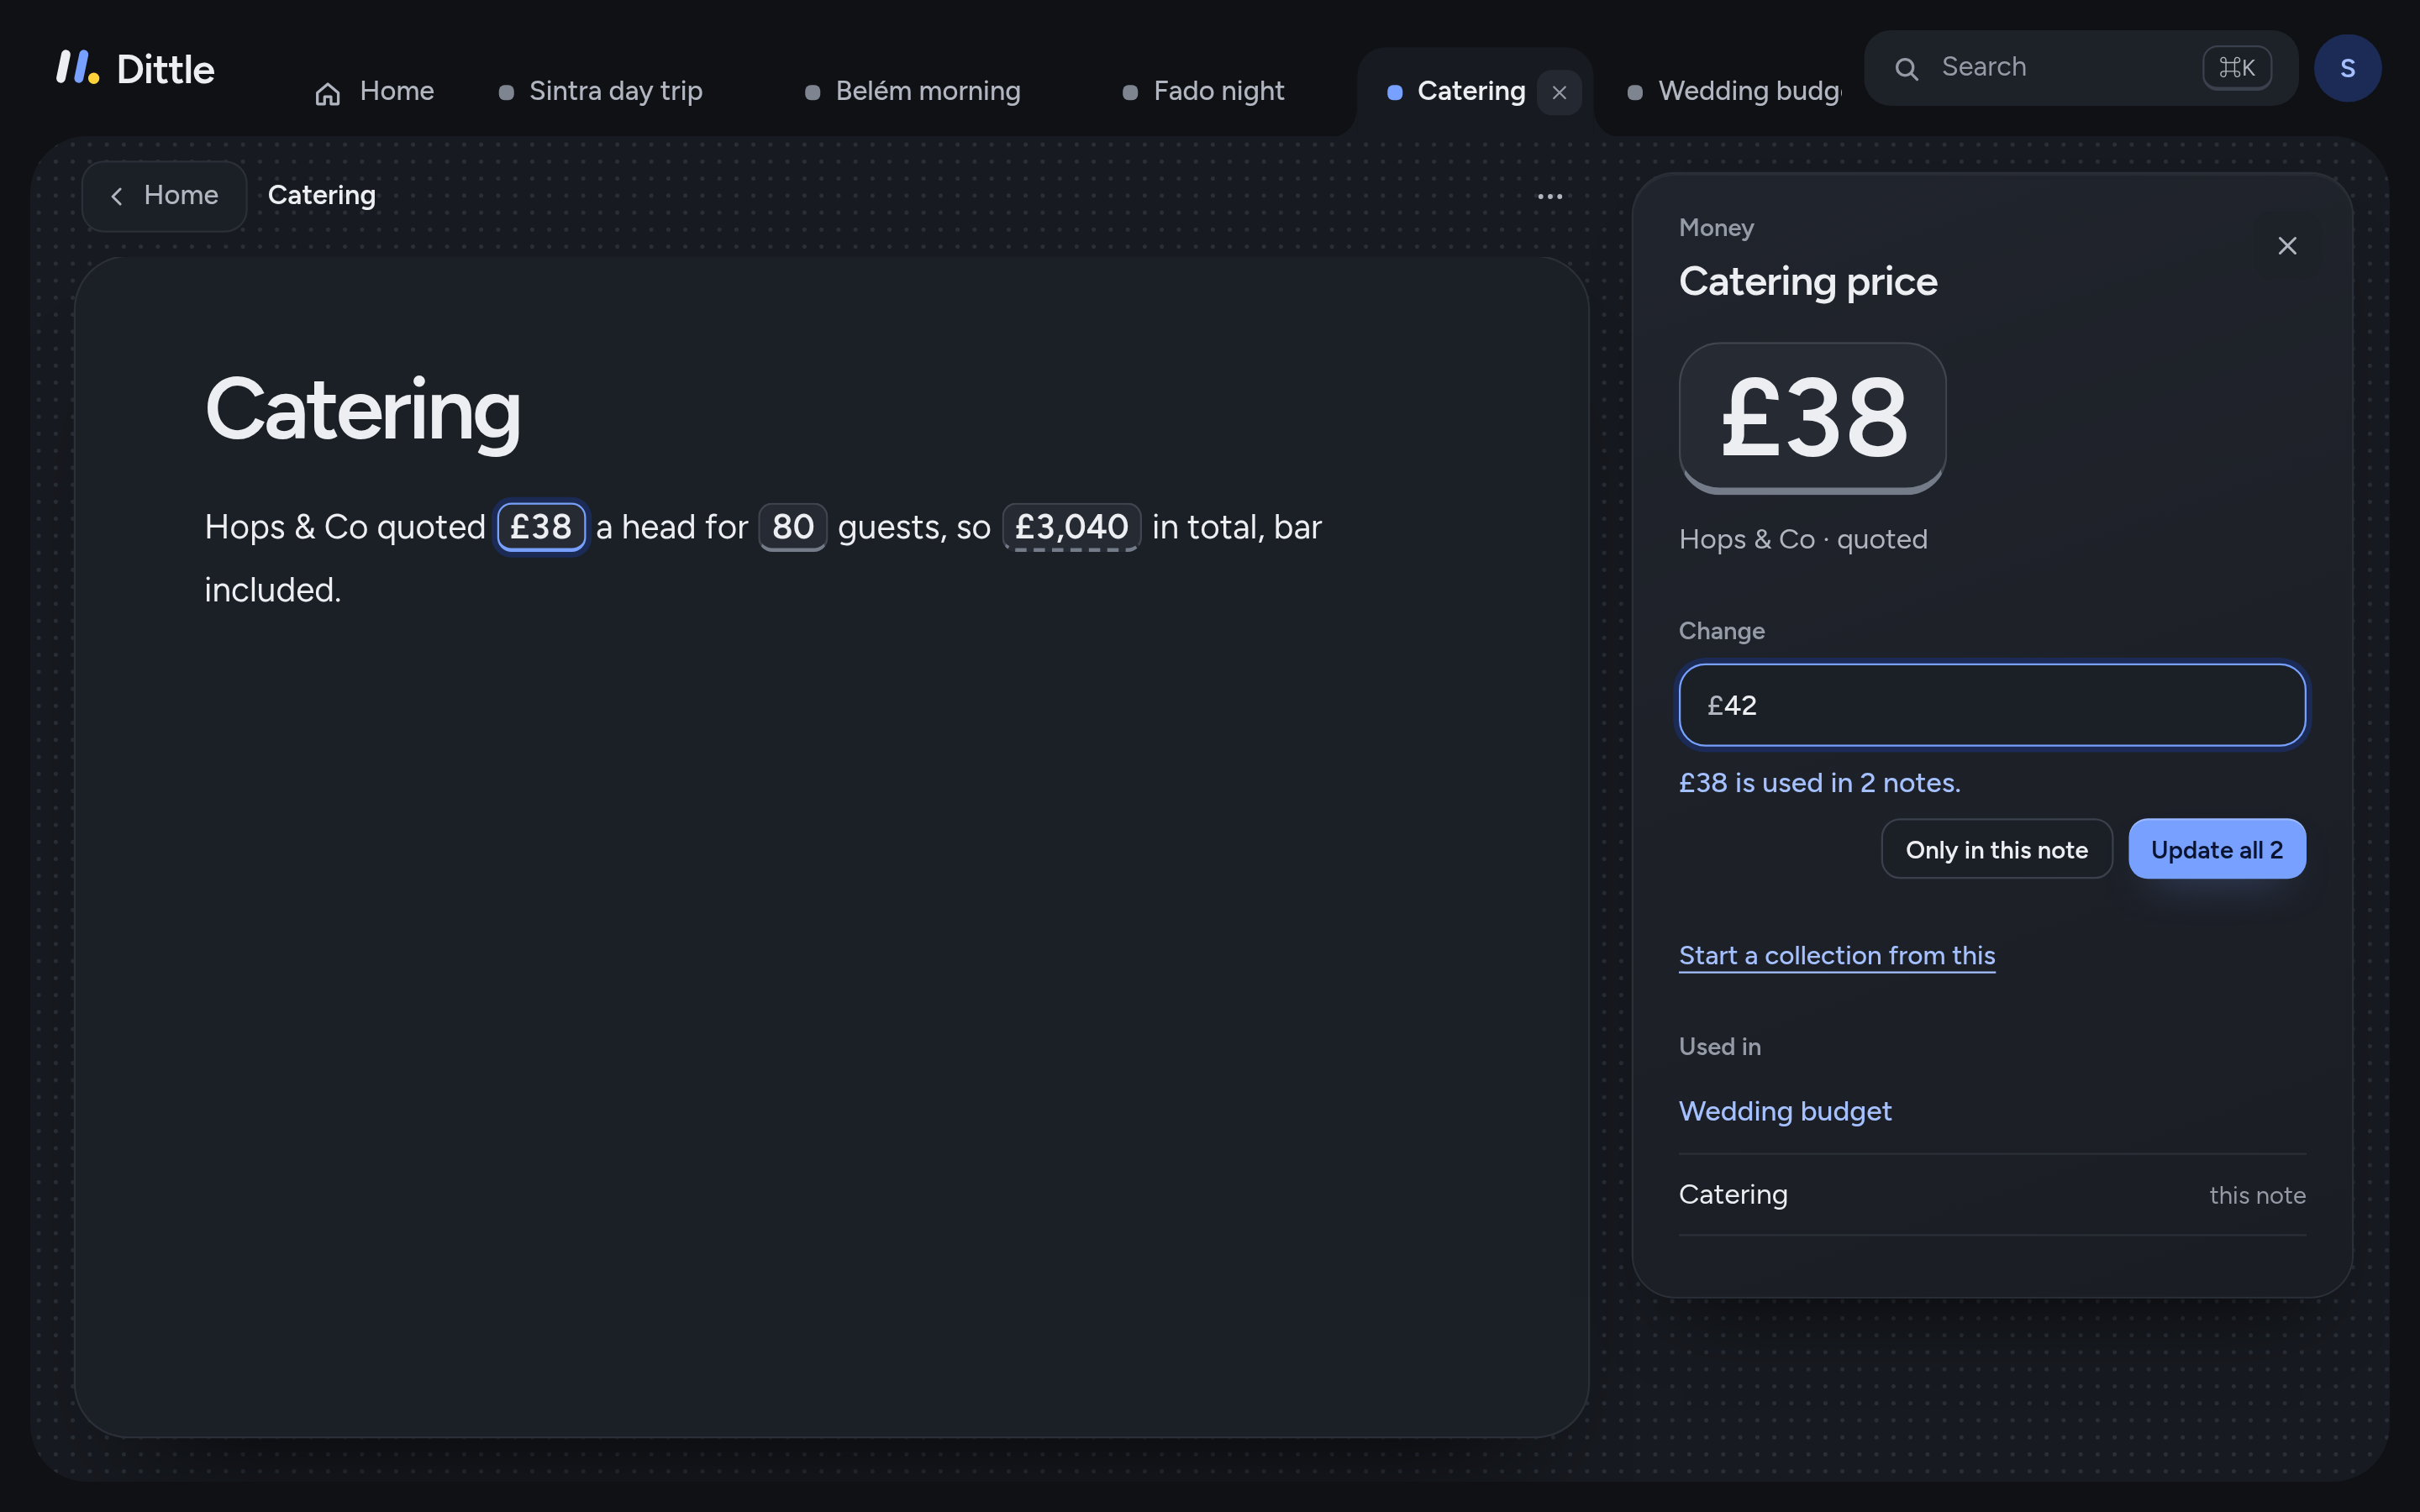 Dittle
Home
Sintra day trip
Belém morning
Fado night
Catering
Wedding budg
Search
⌘K
S
Home
Catering
Catering
Hops & Co quoted £38 a head for 80 guests, so £3,040 in total, bar
included.
Money
Catering price
£38
Hops & Co · quoted
Change
£42
£38 is used in 2 notes.
Only in this note
Update all 2
Start a collection from this
Used in
Wedding budget
Catering
this note